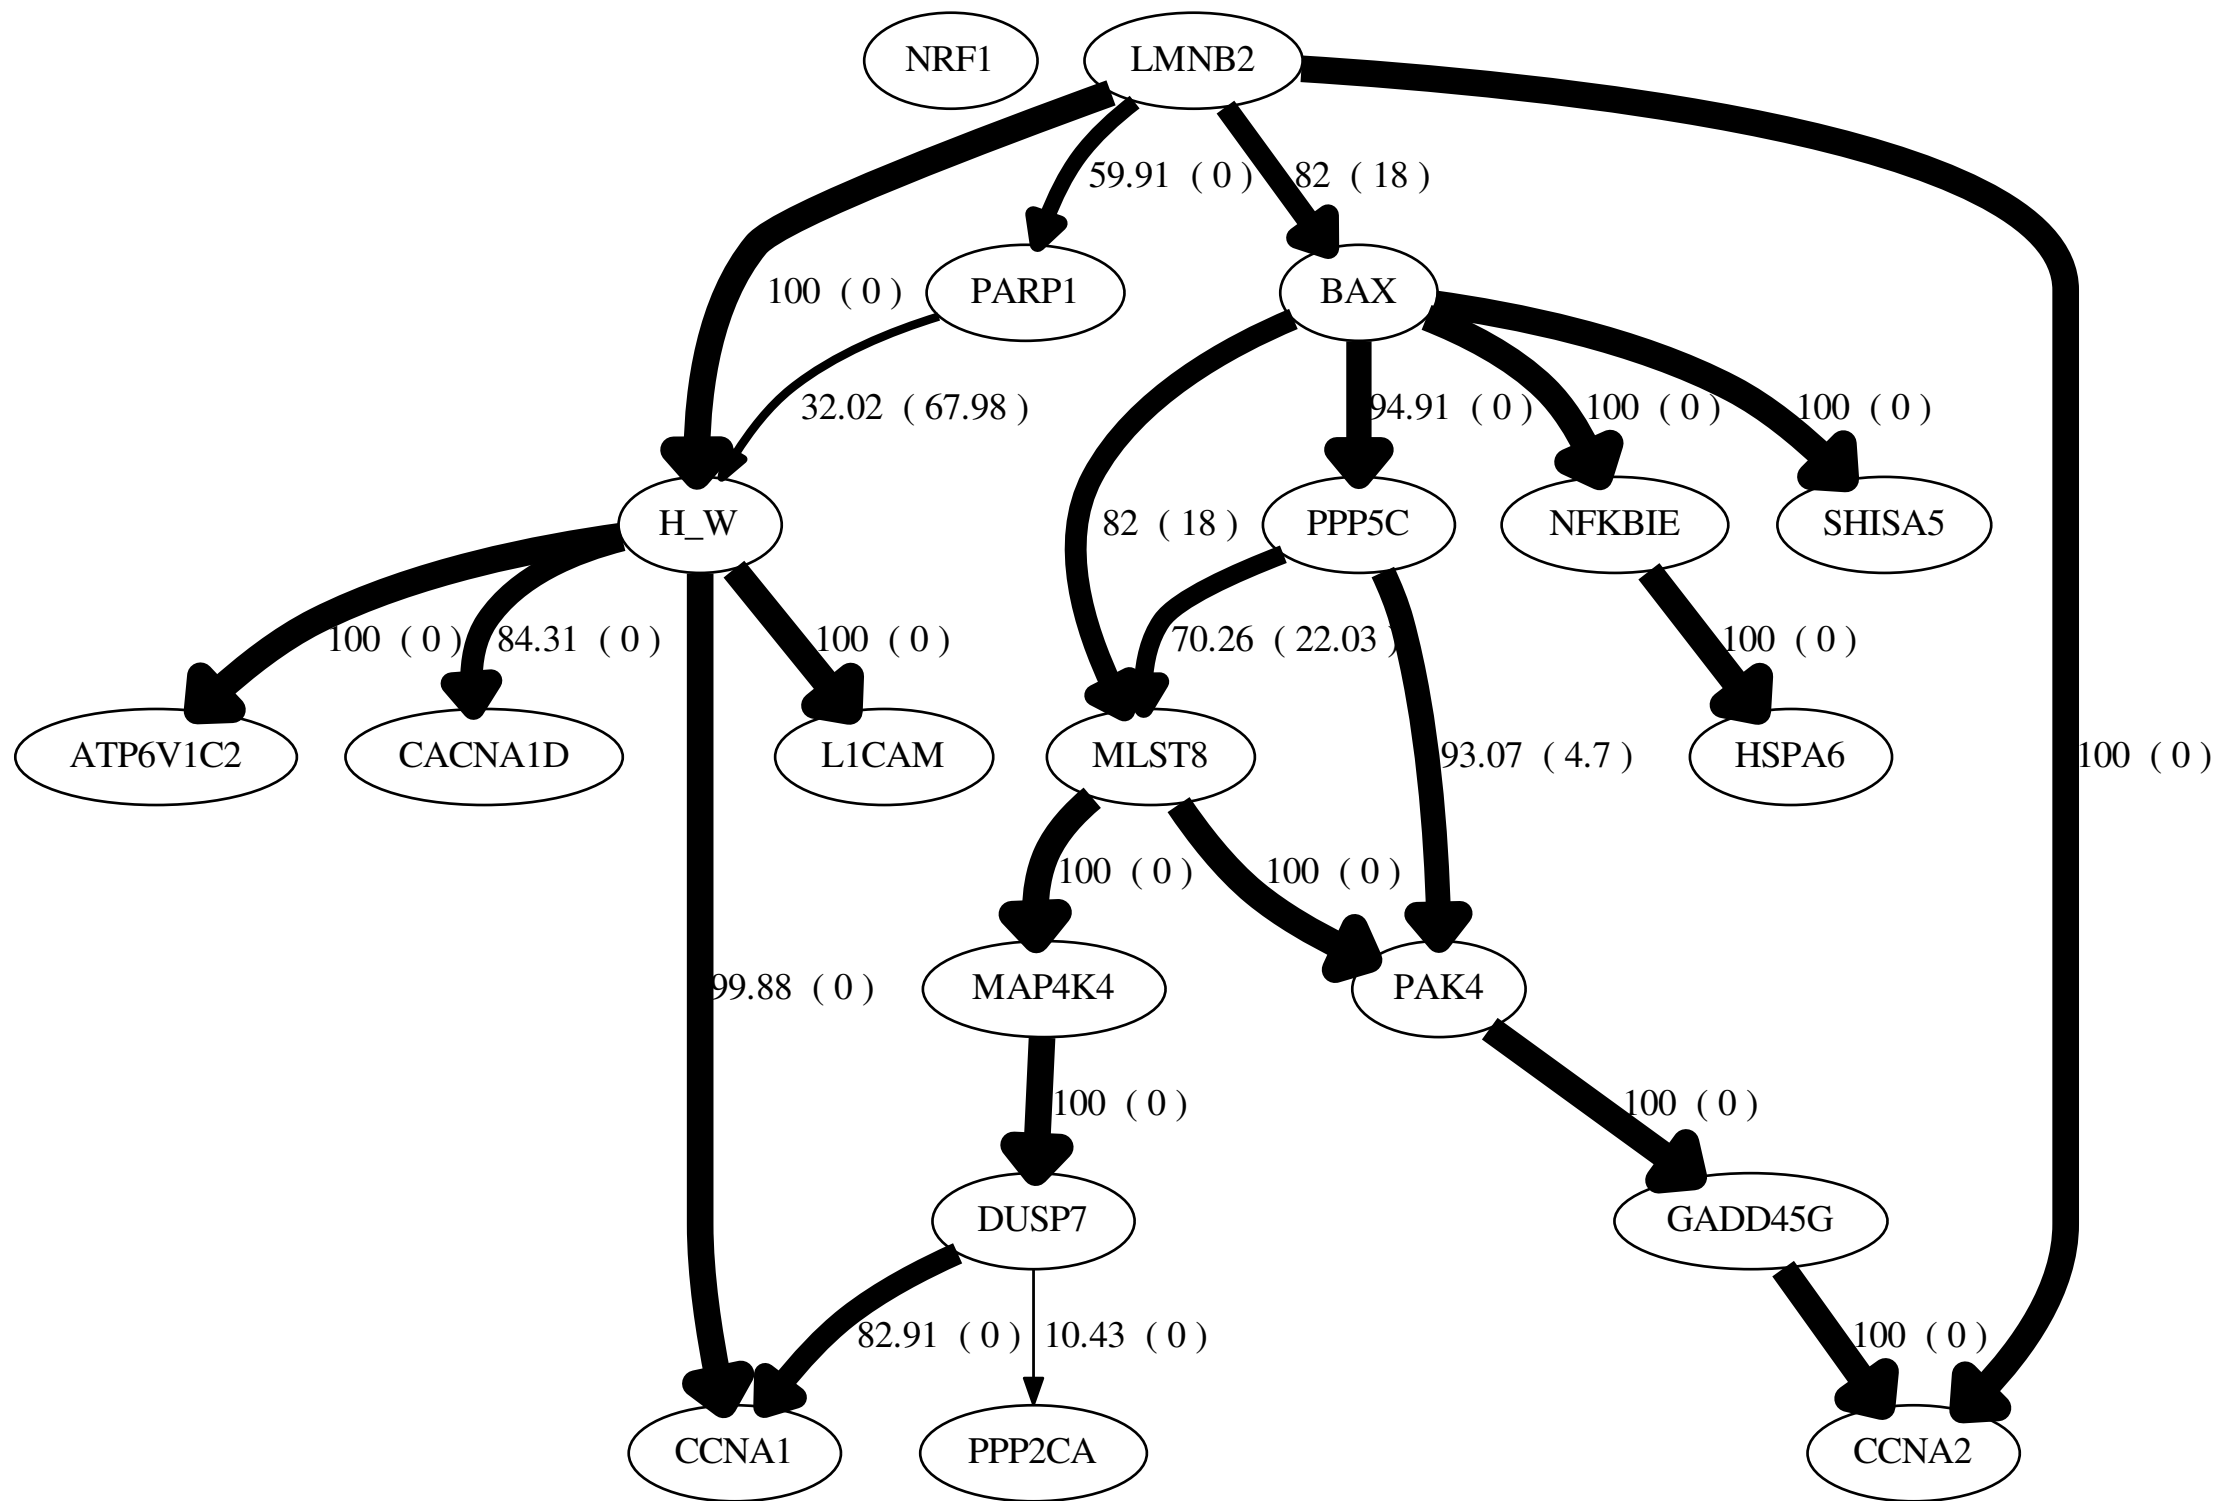 NRF1
LMNB2
59.91 ( 0 )
82 ( 18 )
100 ( 0 )
PARP1
BAX
32.02 ( 67.98 )
94.91 ( 0 )
100 ( 0 )
100 ( 0 )
H_W
82 ( 18 )
PPP5C
NFKBIE
SHISA5
100 ( 0 )
84.31 ( 0 )
100 ( 0 )
70.26 ( 22.03 )
100 ( 0 )
ATP6V1C2
CACNA1D
L1CAM
MLST8
93.07 ( 4.7 )
HSPA6
100 ( 0 )
100 ( 0 )
100 ( 0 )
99.88 ( 0 )
MAP4K4
PAK4
100 ( 0 )
100 ( 0 )
DUSP7
GADD45G
82.91 ( 0 )
10.43 ( 0 )
100 ( 0 )
CCNA1
PPP2CA
CCNA2